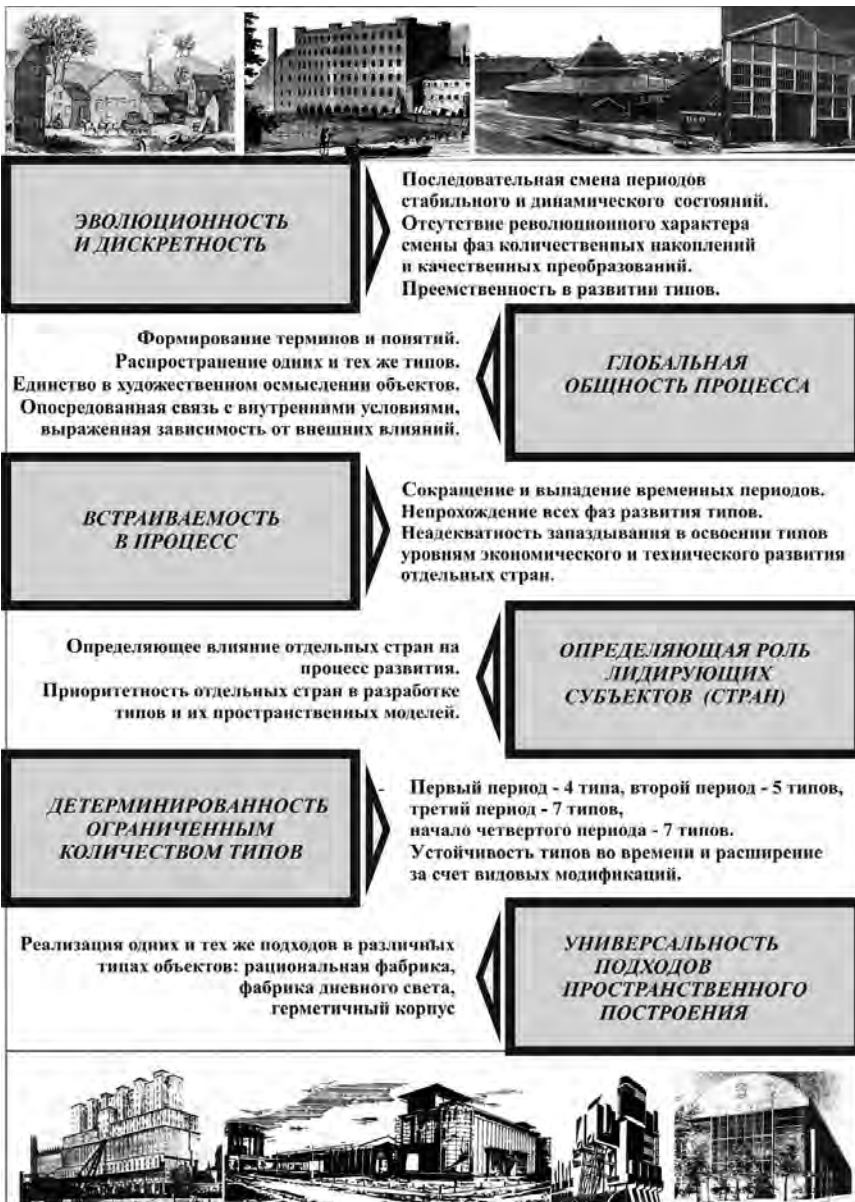 ЭВОЛЮЦИОННОСТЬ
И ДИСКРЕТНОСТЬ
Последовательная смена периодов
стабильного и динамического состояний.
Отсутствие революционного характера
смены фаз количественных накоплений
и качественных преобразований.
Преемственность в развитии типов.
Формирование терминов и понятий.
Распространение одних и тех же типов.
Единство в художественном осмыслении объектов.
Опосредованная связь с внутренними условиями,
выраженная зависимость от внешних влияний.
ГЛОБАЛЬНАЯ
ОБЩНОСТЬ ПРОЦЕССА
ВСТРАИВАЕМОСТЬ
В ПРОЦЕСС
Сокращение и выпадение временных периодов.
Непрохождение всех фаз развития типов.
Неадекватность запаздывания в освоении типов
уровням экономического и технического развития
отдельных стран.
Определяющее влияние отдельных стран на
процесс развития.
Приоритетность отдельных стран в разработке
типов и их пространственных моделей.
ОПРЕДЕЛЯЮЩАЯ РОЛЬ
ЛИДИРУЮЩИХ
СУБЪЕКТОВ (СТРАН)
ДЕТЕРМИНИРОВАННОСТЬ
ОГРАНИЧЕННЫМ
КОЛИЧЕСТВОМ ТИПОВ
- Первый период - 4 типа, второй период - 5 типов,
третий период - 7 типов,
начало четвертого периода - 7 типов.
Устойчивость типов во времени и расширение
за счет видовых модификаций.
Реализация одних и тех же подходов в различных
типах объектов: рациональная фабрика,
фабрика дневного света,
герметичный корпус
УНИВЕРСАЛЬНОСТЬ
ПОДХОДОВ
ПРОСТРАНСТВЕННОГО
ПОСТРОЕНИЯ